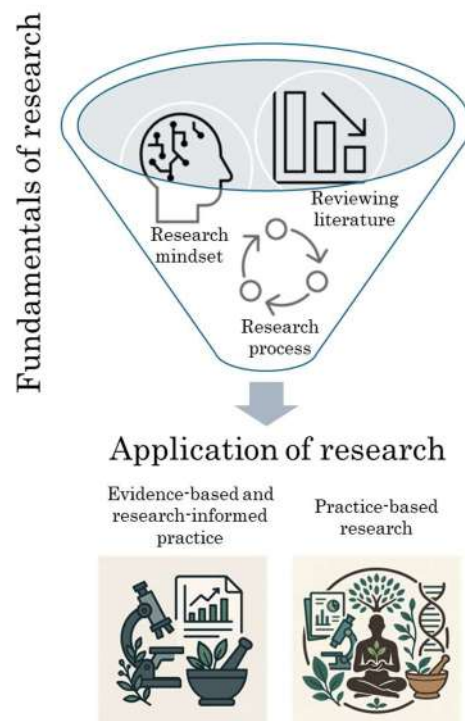 Fundamentals of research
Reviewing
literature
Research
mindset
Research
process
Application of research
Evidence-based and
research-informed
practice
Practice-based
research